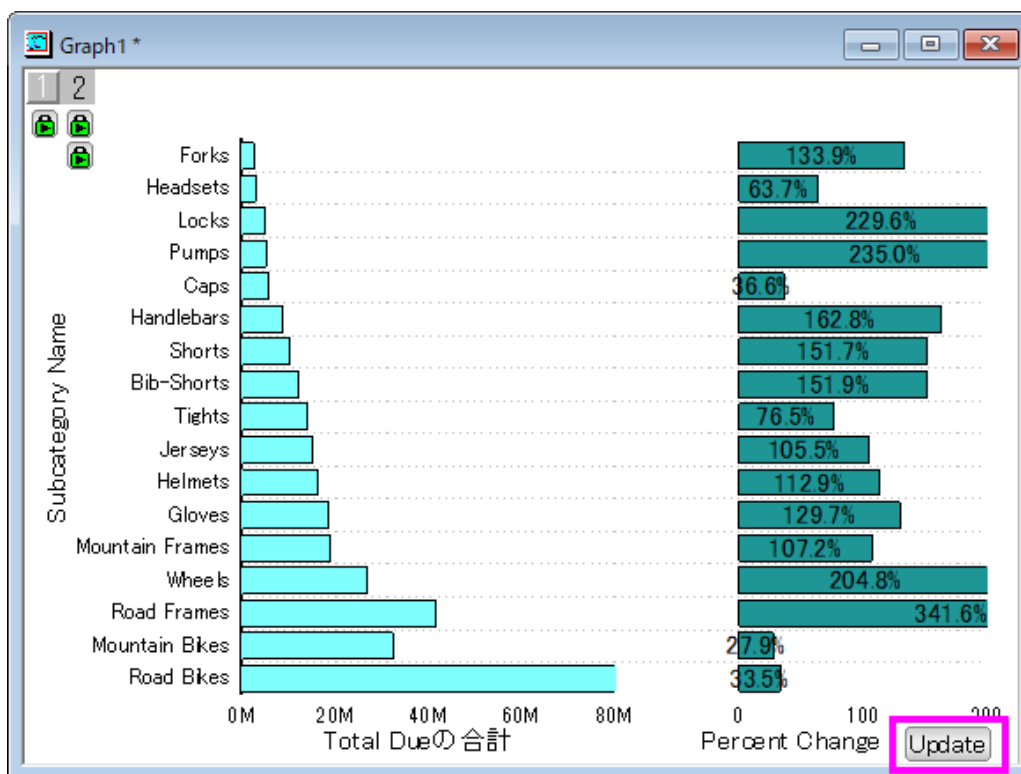 Graph1 *
1 2
Forks 133.9%
Headsets 63.7%
Locks 229.6%
Pumps 235.0%
Caps 36.6%
Handlebars 162.8%
Shorts 151.7%
Bib-Shorts 151.9%
Tights 76.5%
Jerseys 105.5%
Helmets 112.9%
Gloves 129.7%
Mountain Frames 107.2%
Wheels 204.8%
Road Frames 341.6%
Mountain Bikes 27.9%
Road Bikes 33.5%
Subcategory Name
0M 20M 40M 60M 80M 0 100 200
Total Dueの 合計 Percent Change
Update